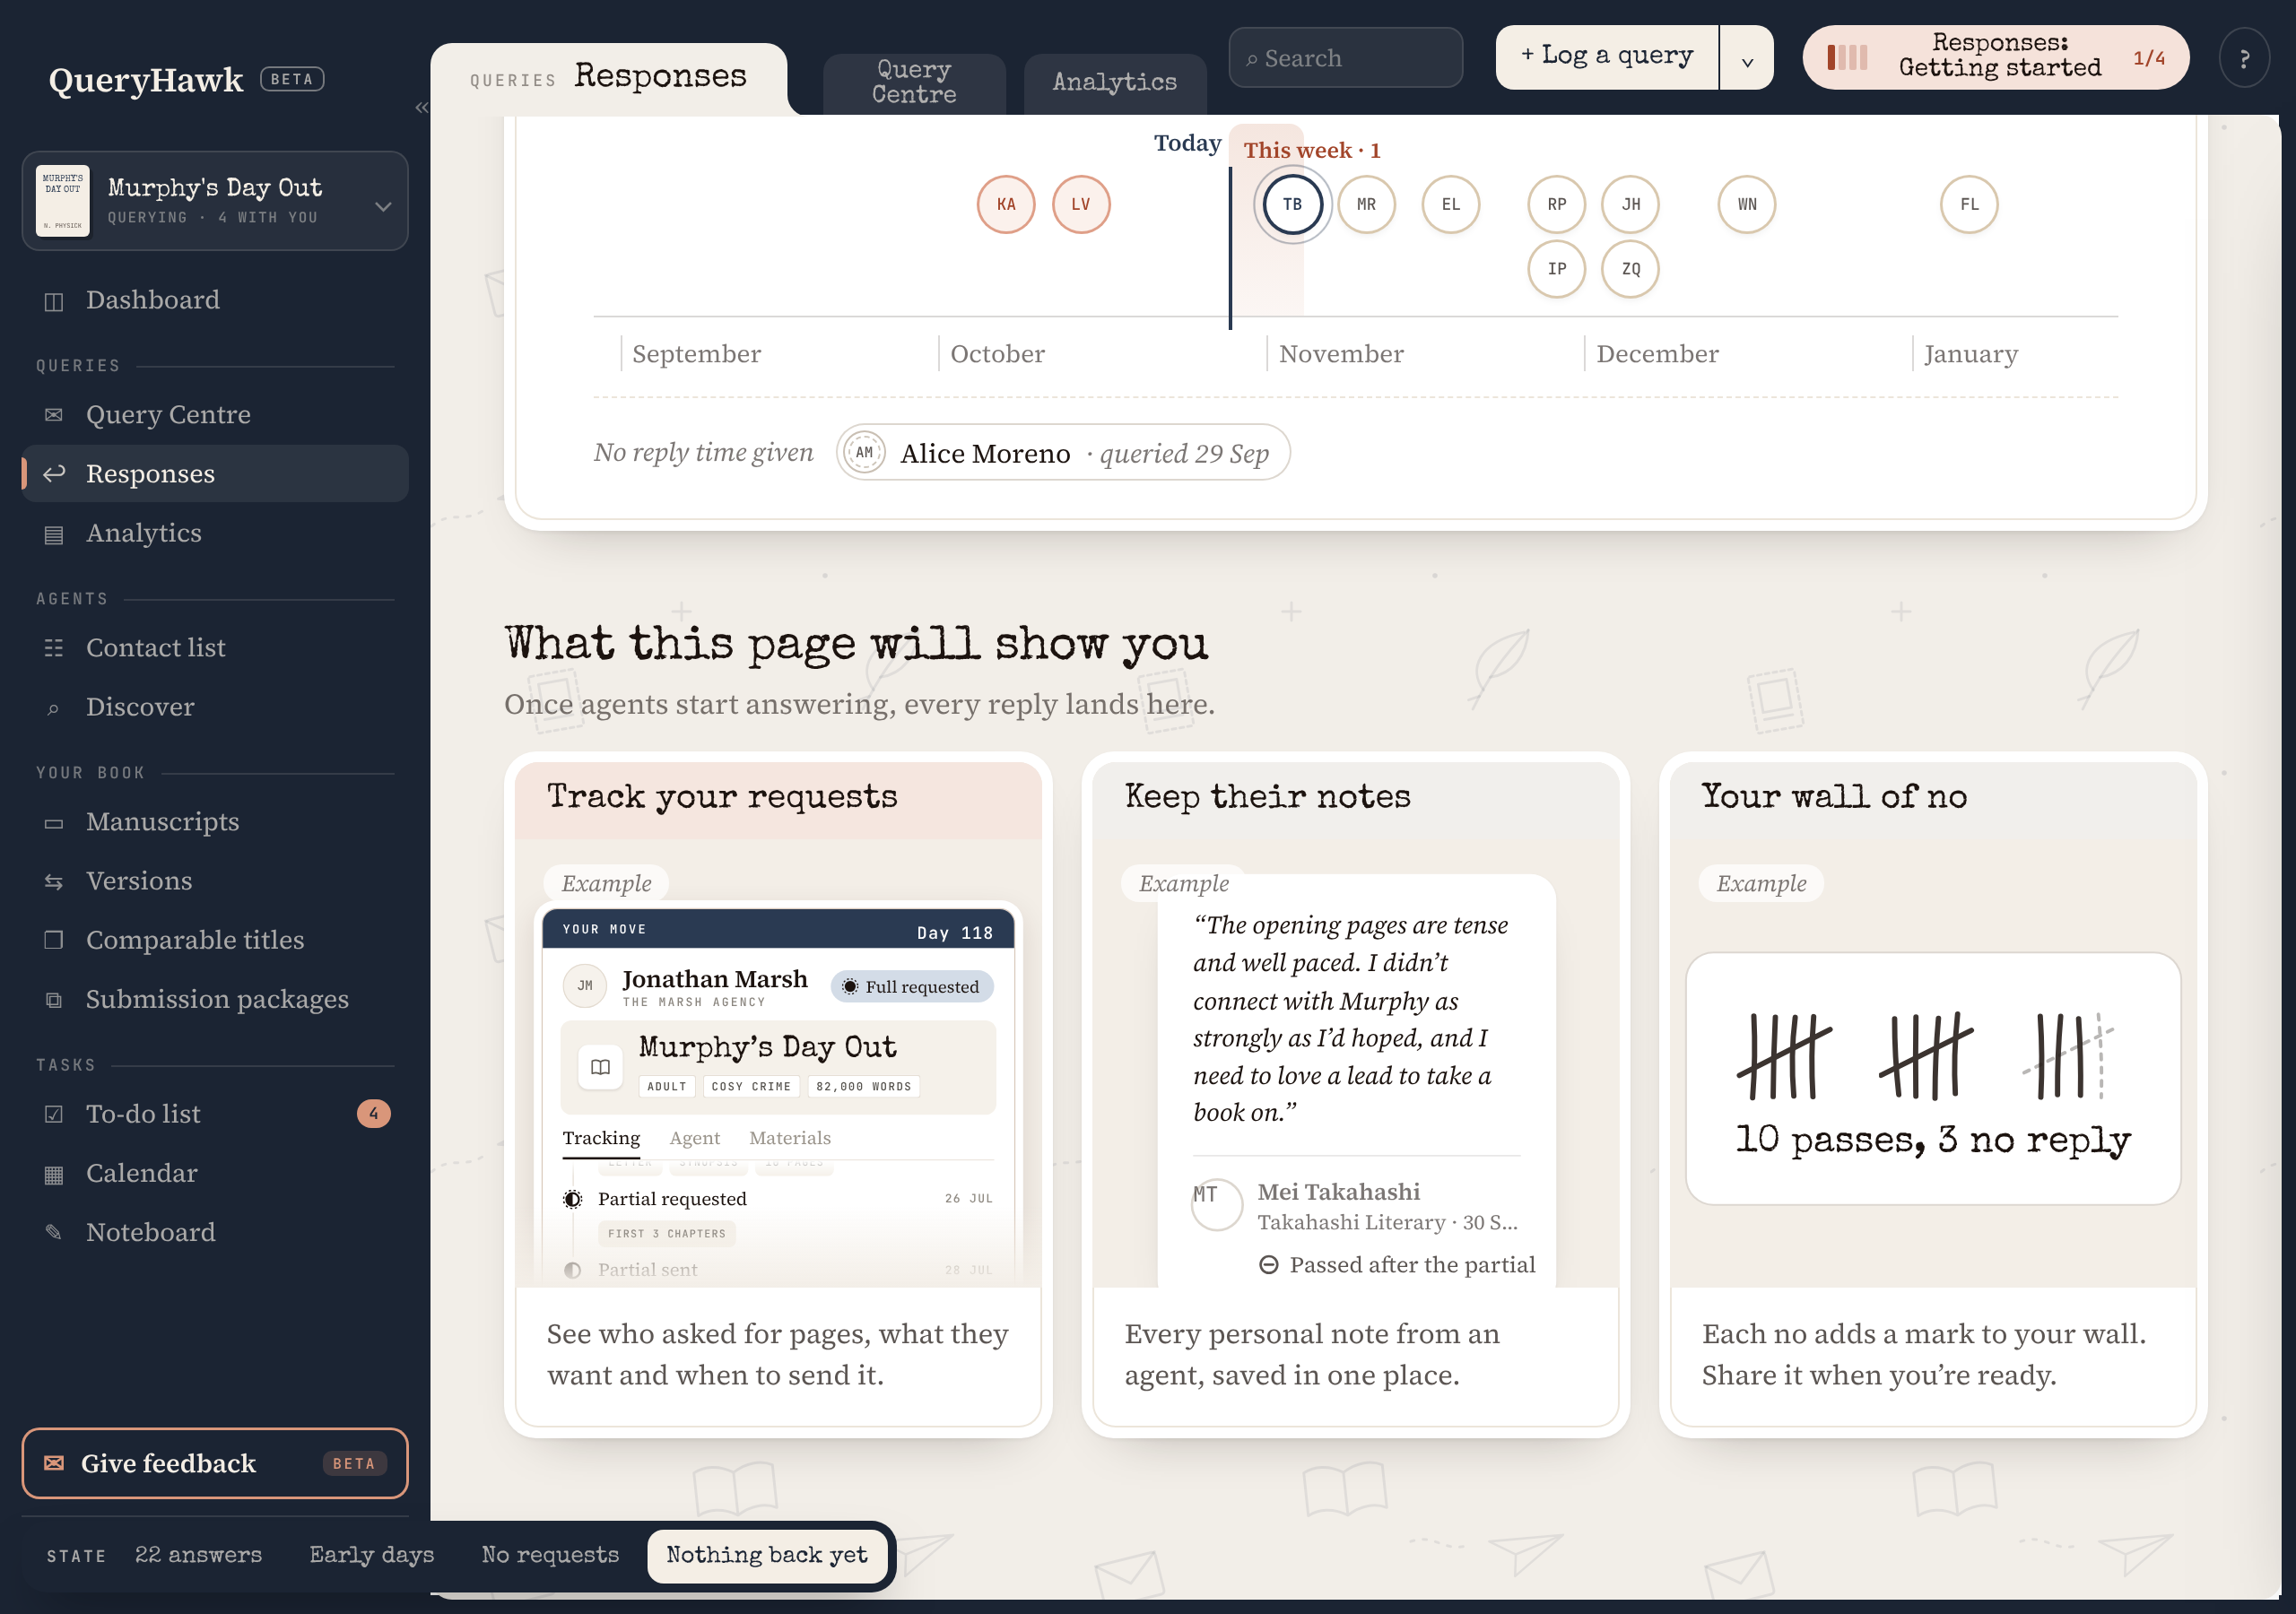 QueryHawk BETA
«
MURPHY'S
DAY OUT
N. PHYSICK
Murphy's Day Out
QUERYING · 4 WITH YOU
Dashboard
QUERIES
Query Centre
Responses
Analytics
AGENTS
Contact list
Discover
YOUR BOOK
Manuscripts
Versions
Comparable titles
Submission packages
TASKS
To-do list 4
Calendar
Noteboard
Give feedback BETA
STATE 22 answers Early days No requests Nothing back yet
QUERIES Responses
Query
Centre
Analytics
Search
+ Log a query
Responses:
Getting started
1/4
?
Today
This week · 1
KA LV TB MR EL RP JH WN FL
IP ZQ
September October November December January
No reply time given AM Alice Moreno · queried 29 Sep
What this page will show you
Once agents start answering, every reply lands here.
Track your requests
Example
YOUR MOVE Day 118
JM Jonathan Marsh
THE MARSH AGENCY
Full requested
Murphy’s Day Out
ADULT COSY CRIME 82,000 WORDS
Tracking Agent Materials
LETTER SYNOPSIS 10 PAGES
Partial requested 26 JUL
FIRST 3 CHAPTERS
Partial sent 28 JUL
See who asked for pages, what they
want and when to send it.
Keep their notes
Example
“The opening pages are tense
and well paced. I didn’t
connect with Murphy as
strongly as I’d hoped, and I
need to love a lead to take a
book on.”
MT Mei Takahashi
Takahashi Literary · 30 S...
Passed after the partial
Every personal note from an
agent, saved in one place.
Your wall of no
Example
10 passes, 3 no reply
Each no adds a mark to your wall.
Share it when you’re ready.